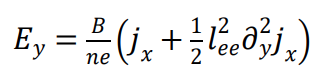 $E_y = \frac{B}{ne}\left(j_x + \frac{1}{2} l_{ee}^2 \partial_y^2 j_x\right)$